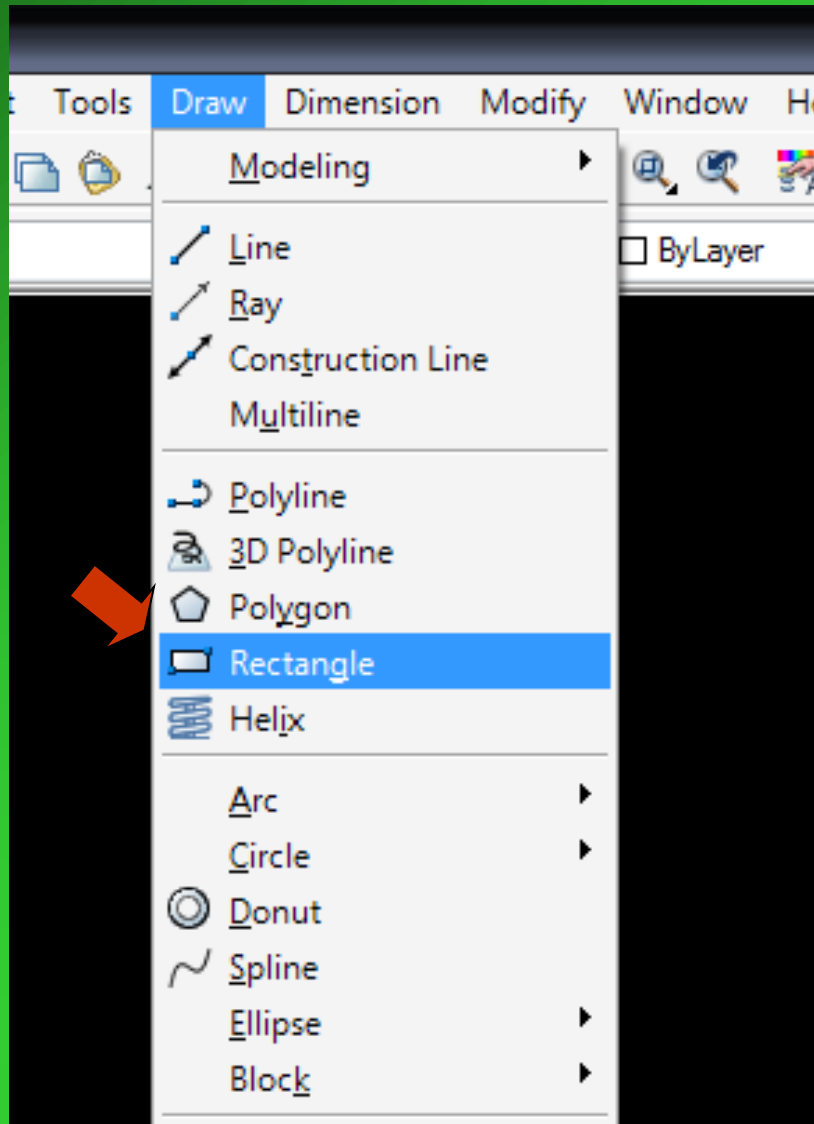 Tools Draw Dimension Modify Window
Modeling
Line
ByLayer
Ray
Construction Line
Multiline
Polyline
3D Polyline
Polygon
Rectangle
Helix
Arc
Circle
Donut
Spline
Ellipse
Block